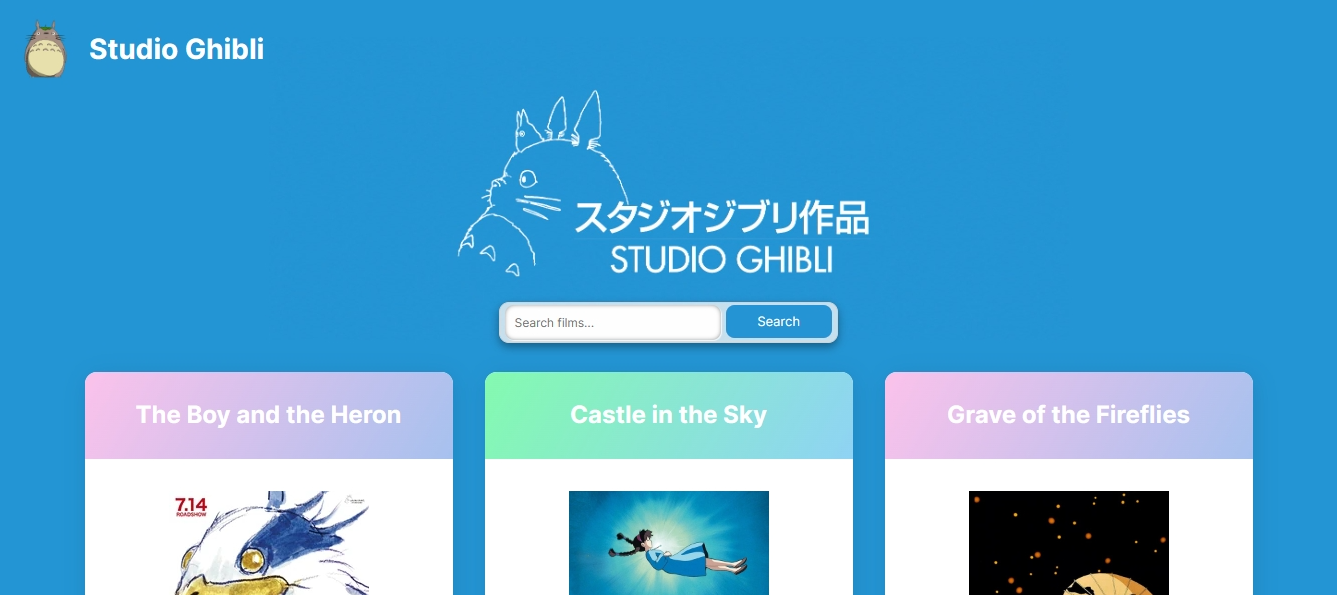 Studio Ghibli
スタジオジブリ作品
STUDIO GHIBLI
Search films...
Search
The Boy and the Heron
Castle in the Sky
Grave of the Fireflies
7.14
ROADSHOW